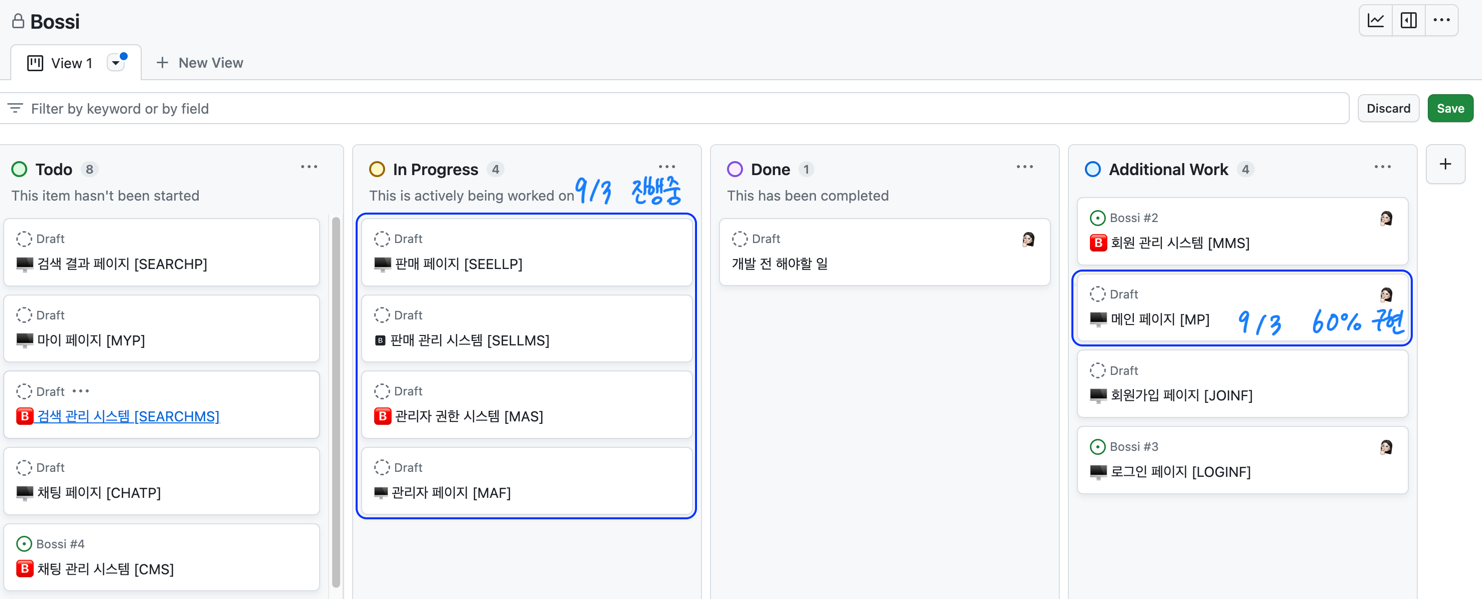 Bossi
View 1
New View
Filter by keyword or by field
Discard
Save
Todo 8
This item hasn't been started
Draft
검색 결과 페이지 [SEARCHP]
Draft
마이 페이지 [MYP]
Draft
B 검색 관리 시스템 [SEARCHMS]
Draft
채팅 페이지 [CHATP]
Bossi #4
B 채팅 관리 시스템 [CMS]
In Progress 4
This is actively being worked on
9/3 진행중
Draft
판매 페이지 [SEELLP]
Draft
B 판매 관리 시스템 [SELLMS]
Draft
B 관리자 권한 시스템 [MAS]
Draft
관리자 페이지 [MAF]
Done 1
This has been completed
Draft
개발 전 해야할 일
Additional Work 4
Bossi #2
B 회원 관리 시스템 [MMS]
Draft
메인 페이지 [MP] 9/3 60% 구현
Draft
회원가입 페이지 [JOINF]
Bossi #3
로그인 페이지 [LOGINF]